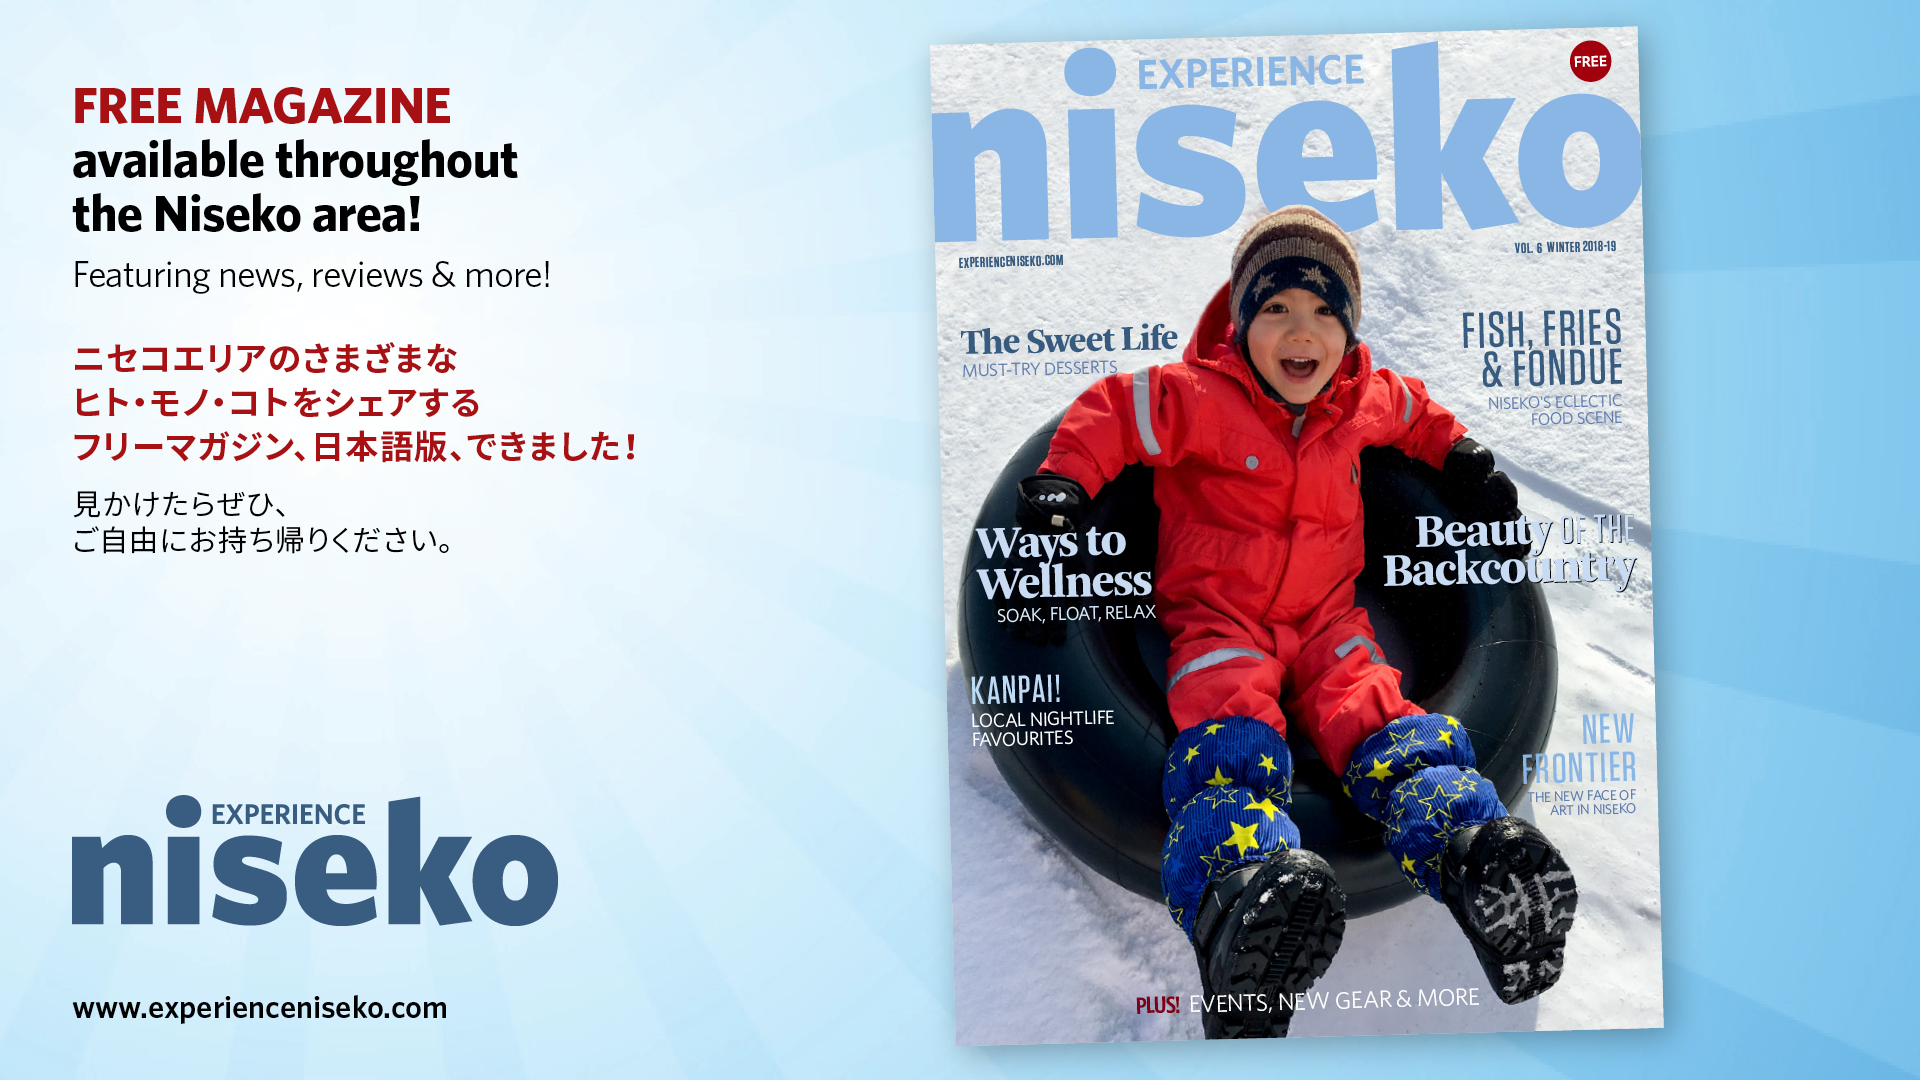 FREE MAGAZINE
available throughout
the Niseko area!
Featuring news, reviews & more!
ニセコエリアのさまざまな
ヒト・モノ・コトをシェアする
フリーマガジン、日本語版、できました!
見かけたらぜひ、
ご自由にお持ち帰りください。
EXPERIENCE
niseko
www.experienceniseko.com
EXPERIENCE
niseko
FREE
EXPERIENCENISEKO.COM
VOL. 6 WINTER 2018-19
The Sweet Life
MUST-TRY DESSERTS
FISH, FRIES
& FONDUE
NISEKO'S ECLECTIC
FOOD SCENE
Ways to
Wellness
SOAK, FLOAT, RELAX
Beauty OF THE
Backcountry
KANPAI!
LOCAL NIGHTLIFE
FAVOURITES
NEW
FRONTIER
THE NEW FACE OF
ART IN NISEKO
PLUS! EVENTS, NEW GEAR & MORE